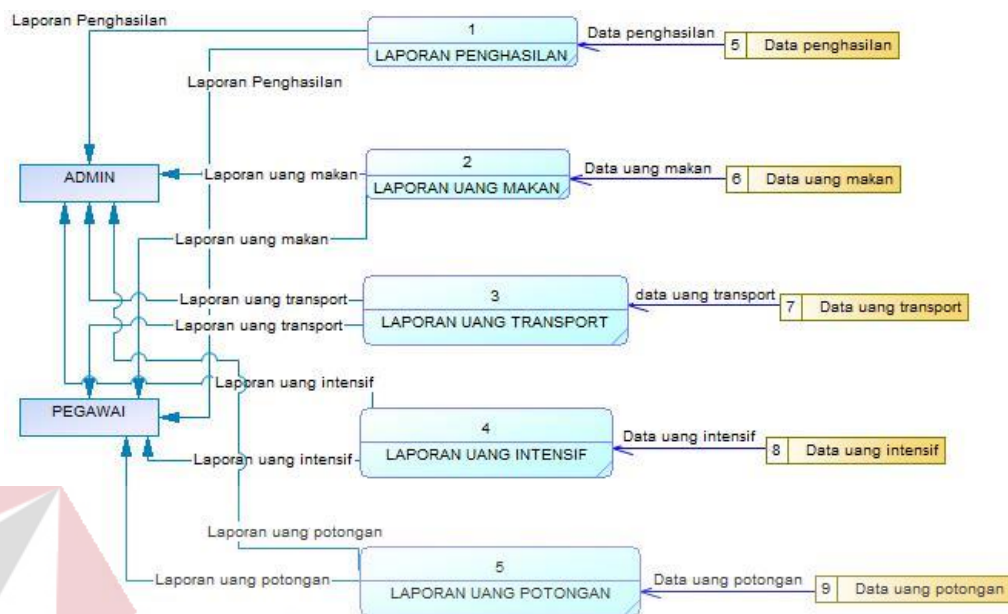 Laporan Penghasilan
1
LAPORAN PENGHASILAN
Data penghasilan
5 Data penghasilan
Laporan Penghasilan
ADMIN
Laporan uang makan
2
LAPORAN UANG MAKAN
Data uang makan
6 Data uang makan
Laporan uang makan
Laporan uang transport
3
LAPORAN UANG TRANSPORT
data uang transport
7 Data uang transport
Laporan uang transport
Laporan uang intensif
PEGAWAI
4
LAPORAN UANG INTENSIF
Data uang intensif
8 Data uang intensif
Laporan uang intensif
Laporan uang potongan
5
LAPORAN UANG POTONGAN
Data uang potongan
9 Data uang potongan
Laporan uang potongan